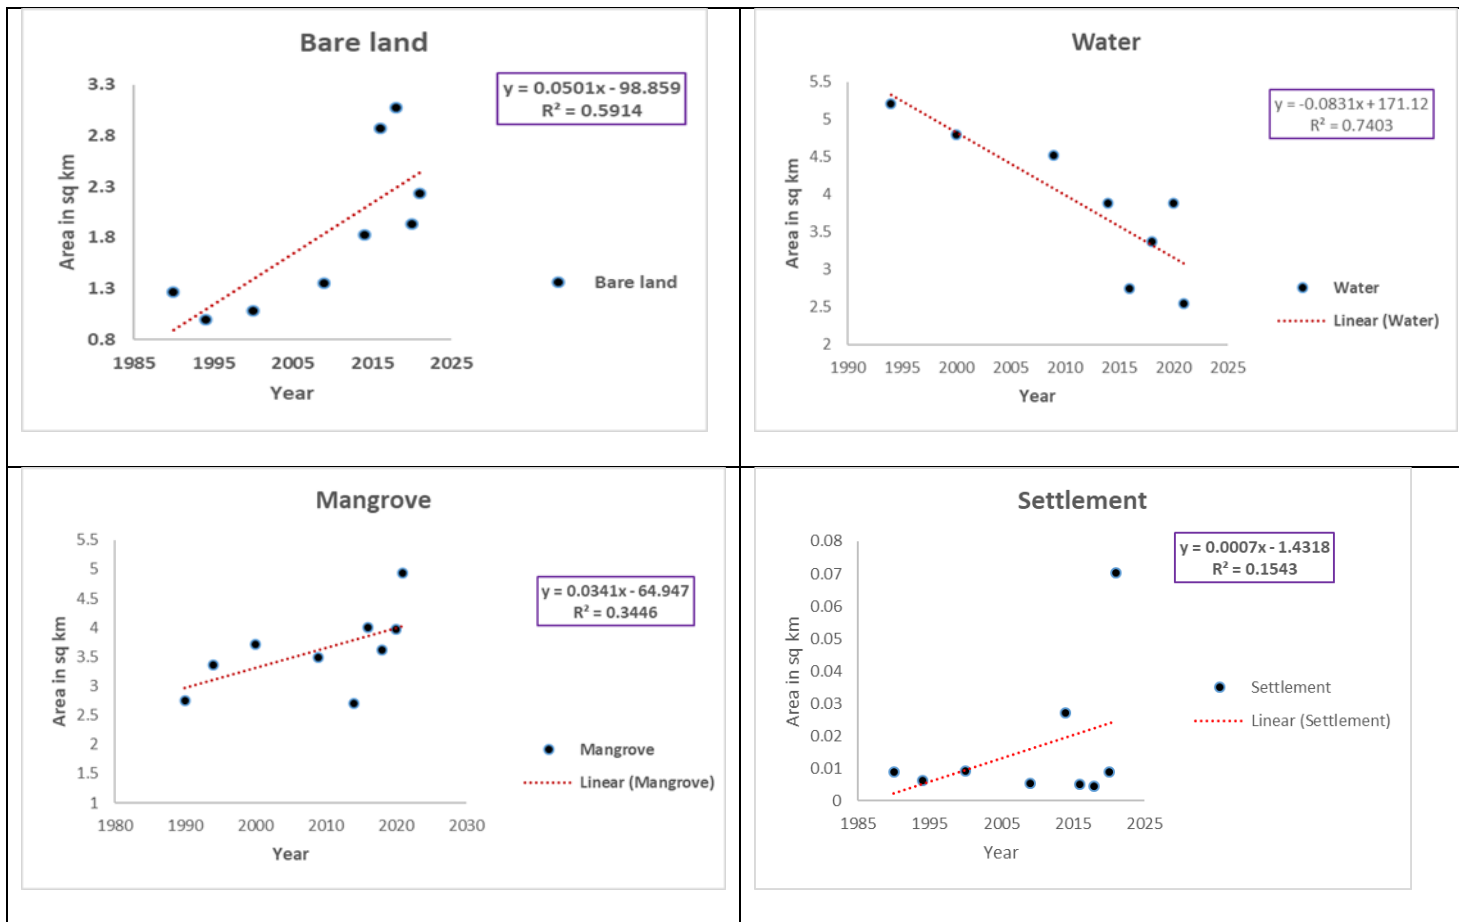 Bare land
y = 0.0501x - 98.859
R² = 0.5914
3.3
2.8
2.3
1.8
1.3
0.8
Area in sq km
1985 1995 2005 2015 2025
Year
Bare land
Water
y = -0.0831x + 171.12
R² = 0.7403
5.5
5
4.5
4
3.5
3
2.5
2
Area in sq km
1990 1995 2000 2005 2010 2015 2020 2025
Year
Water
Linear (Water)
Mangrove
y = 0.0341x - 64.947
R² = 0.3446
5.5
5
4.5
4
3.5
3
2.5
2
1.5
1
Area in sq km
1980 1990 2000 2010 2020 2030
Year
Mangrove
Linear (Mangrove)
Settlement
y = 0.0007x - 1.4318
R² = 0.1543
0.08
0.07
0.06
0.05
0.04
0.03
0.02
0.01
0
Area in sq km
1985 1995 2005 2015 2025
Year
Settlement
Linear (Settlement)